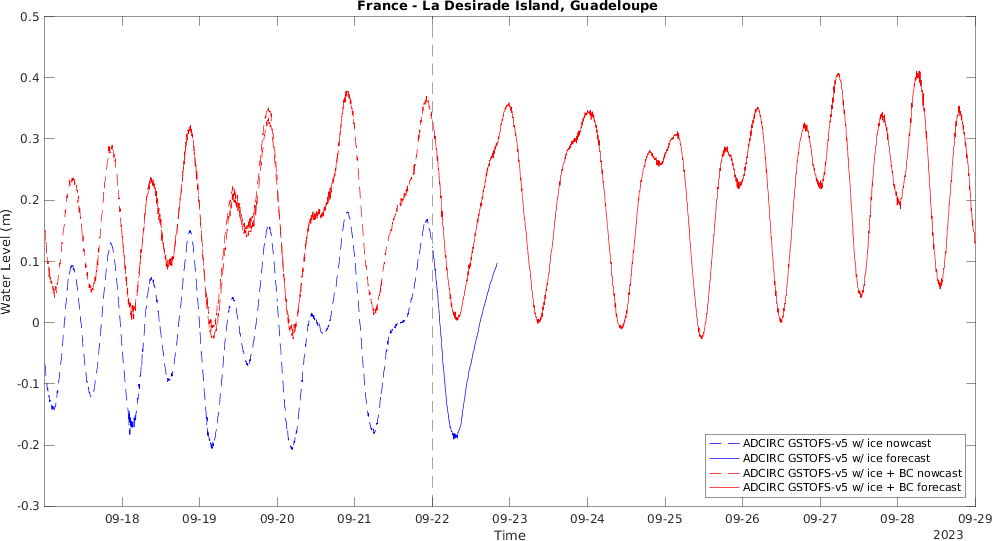 France - La Desirade Island, Guadeloupe
Water Level (m)
0.5
0.4
0.3
0.2
0.1
0
-0.1
-0.2
-0.3
ADCIRC GSTOFS-v5 w/ ice nowcast
ADCIRC GSTOFS-v5 w/ ice forecast
ADCIRC GSTOFS-v5 w/ ice + BC nowcast
ADCIRC GSTOFS-v5 w/ ice + BC forecast
09-18 09-19 09-20 09-21 09-22 09-23 09-24 09-25 09-26 09-27 09-28 09-29
Time
2023